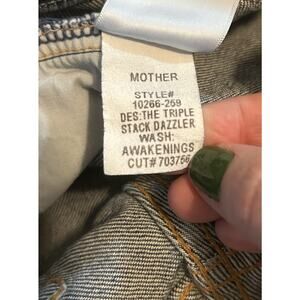 MOTHER
STYLE#
10266-259
DES:THE TRIPLE
STACK DAZZLER
WASH:
AWAKENINGS
CUT#703756